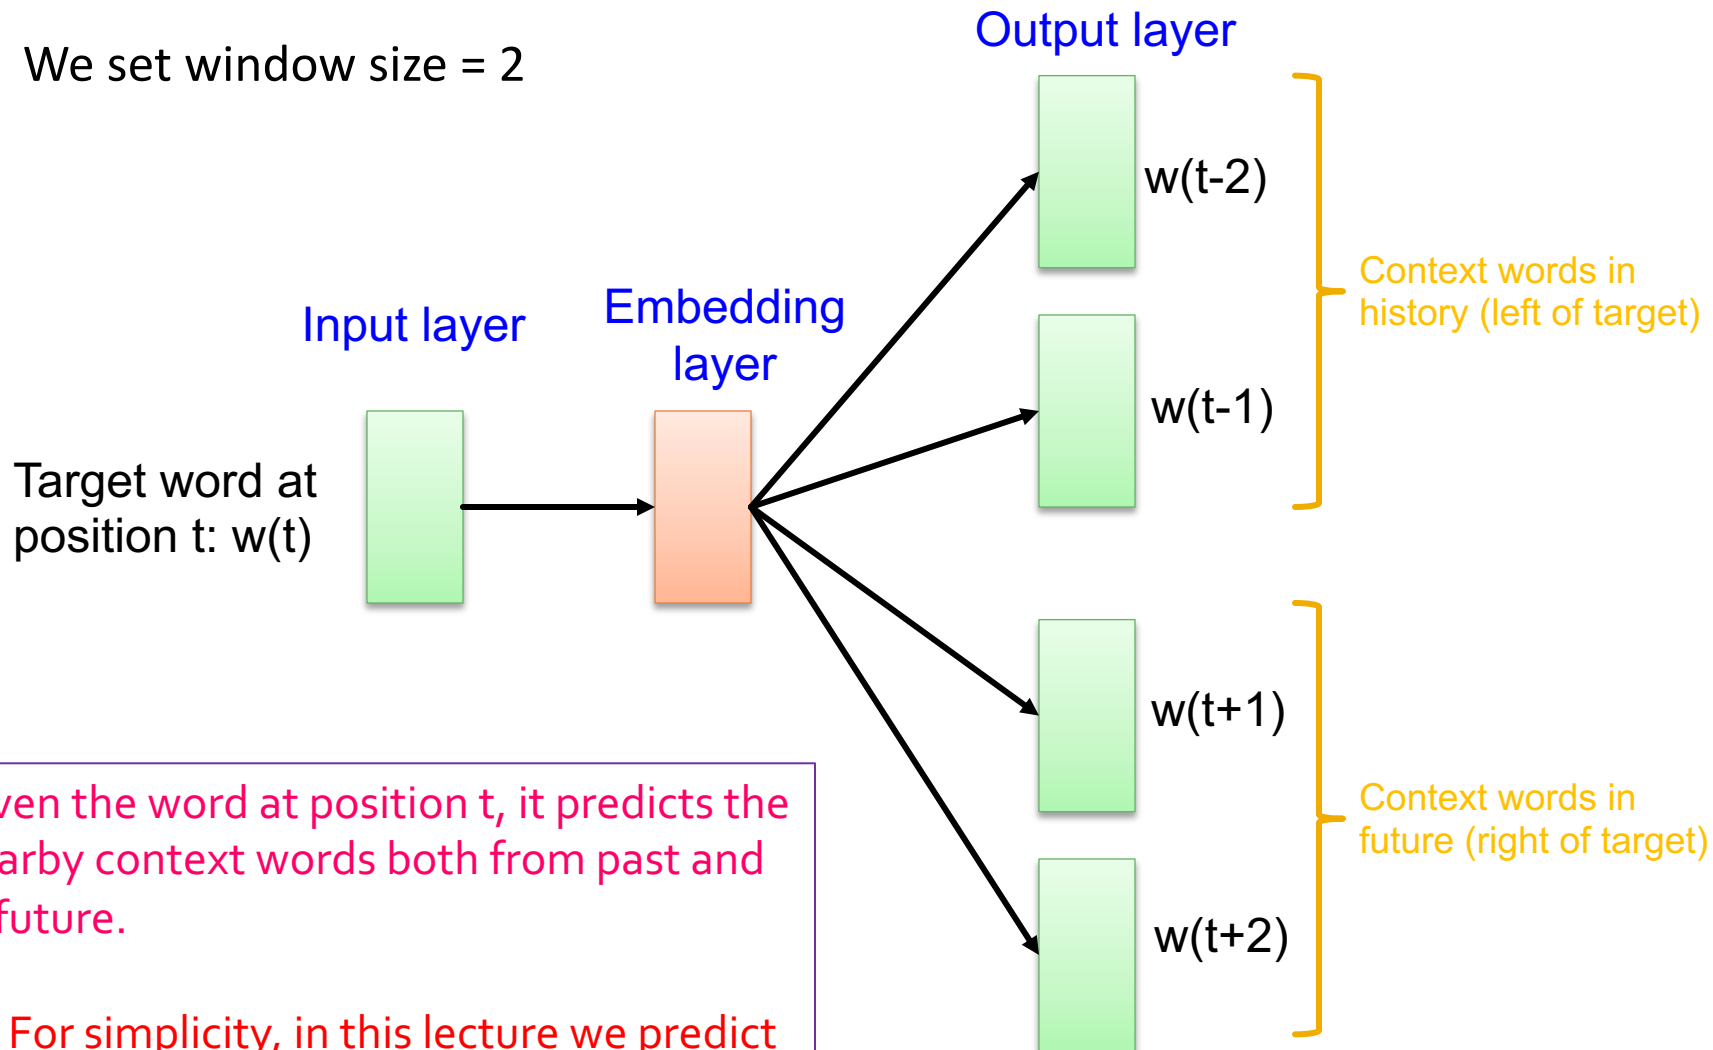 We set window size = 2
Output layer
w(t-2)
Context words in
history (left of target)
Input layer
Embedding
layer
w(t-1)
Target word at
position t: w(t)
w(t+1)
the word at position t, it predicts the
context words both from past and
future.
Context words in
future (right of target)
w(t+2)
For simplicity, in this lecture we predict